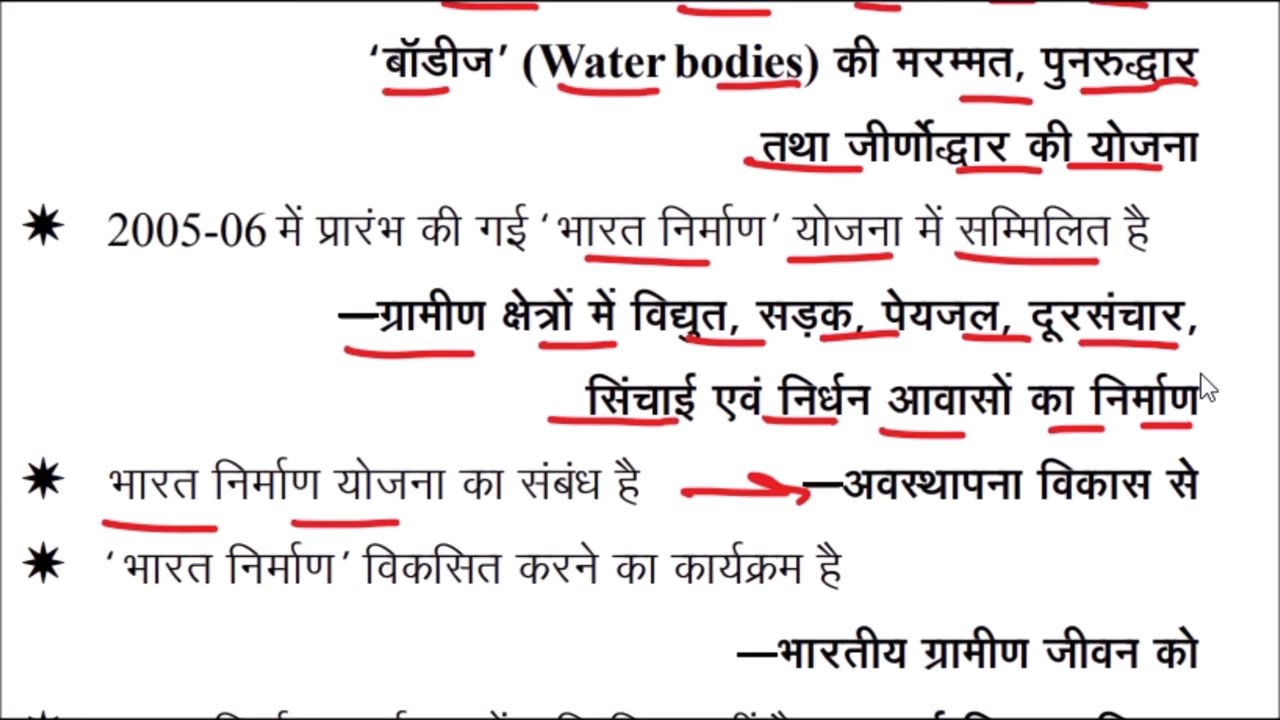 ‘बॉडीज’ (Water bodies) की मरम्मत, पुनरुद्धार
तथा जीर्णोद्धार की योजना
✷ 2005-06 में प्रारंभ की गई ‘भारत निर्माण’ योजना में सम्मिलित है
—ग्रामीण क्षेत्रों में विद्युत, सड़क, पेयजल, दूरसंचार,
सिंचाई एवं निर्धन आवासों का निर्माण
✷ भारत निर्माण योजना का संबंध है —अवस्थापना विकास से
✷ ‘भारत निर्माण’ विकसित करने का कार्यक्रम है
—भारतीय ग्रामीण जीवन को